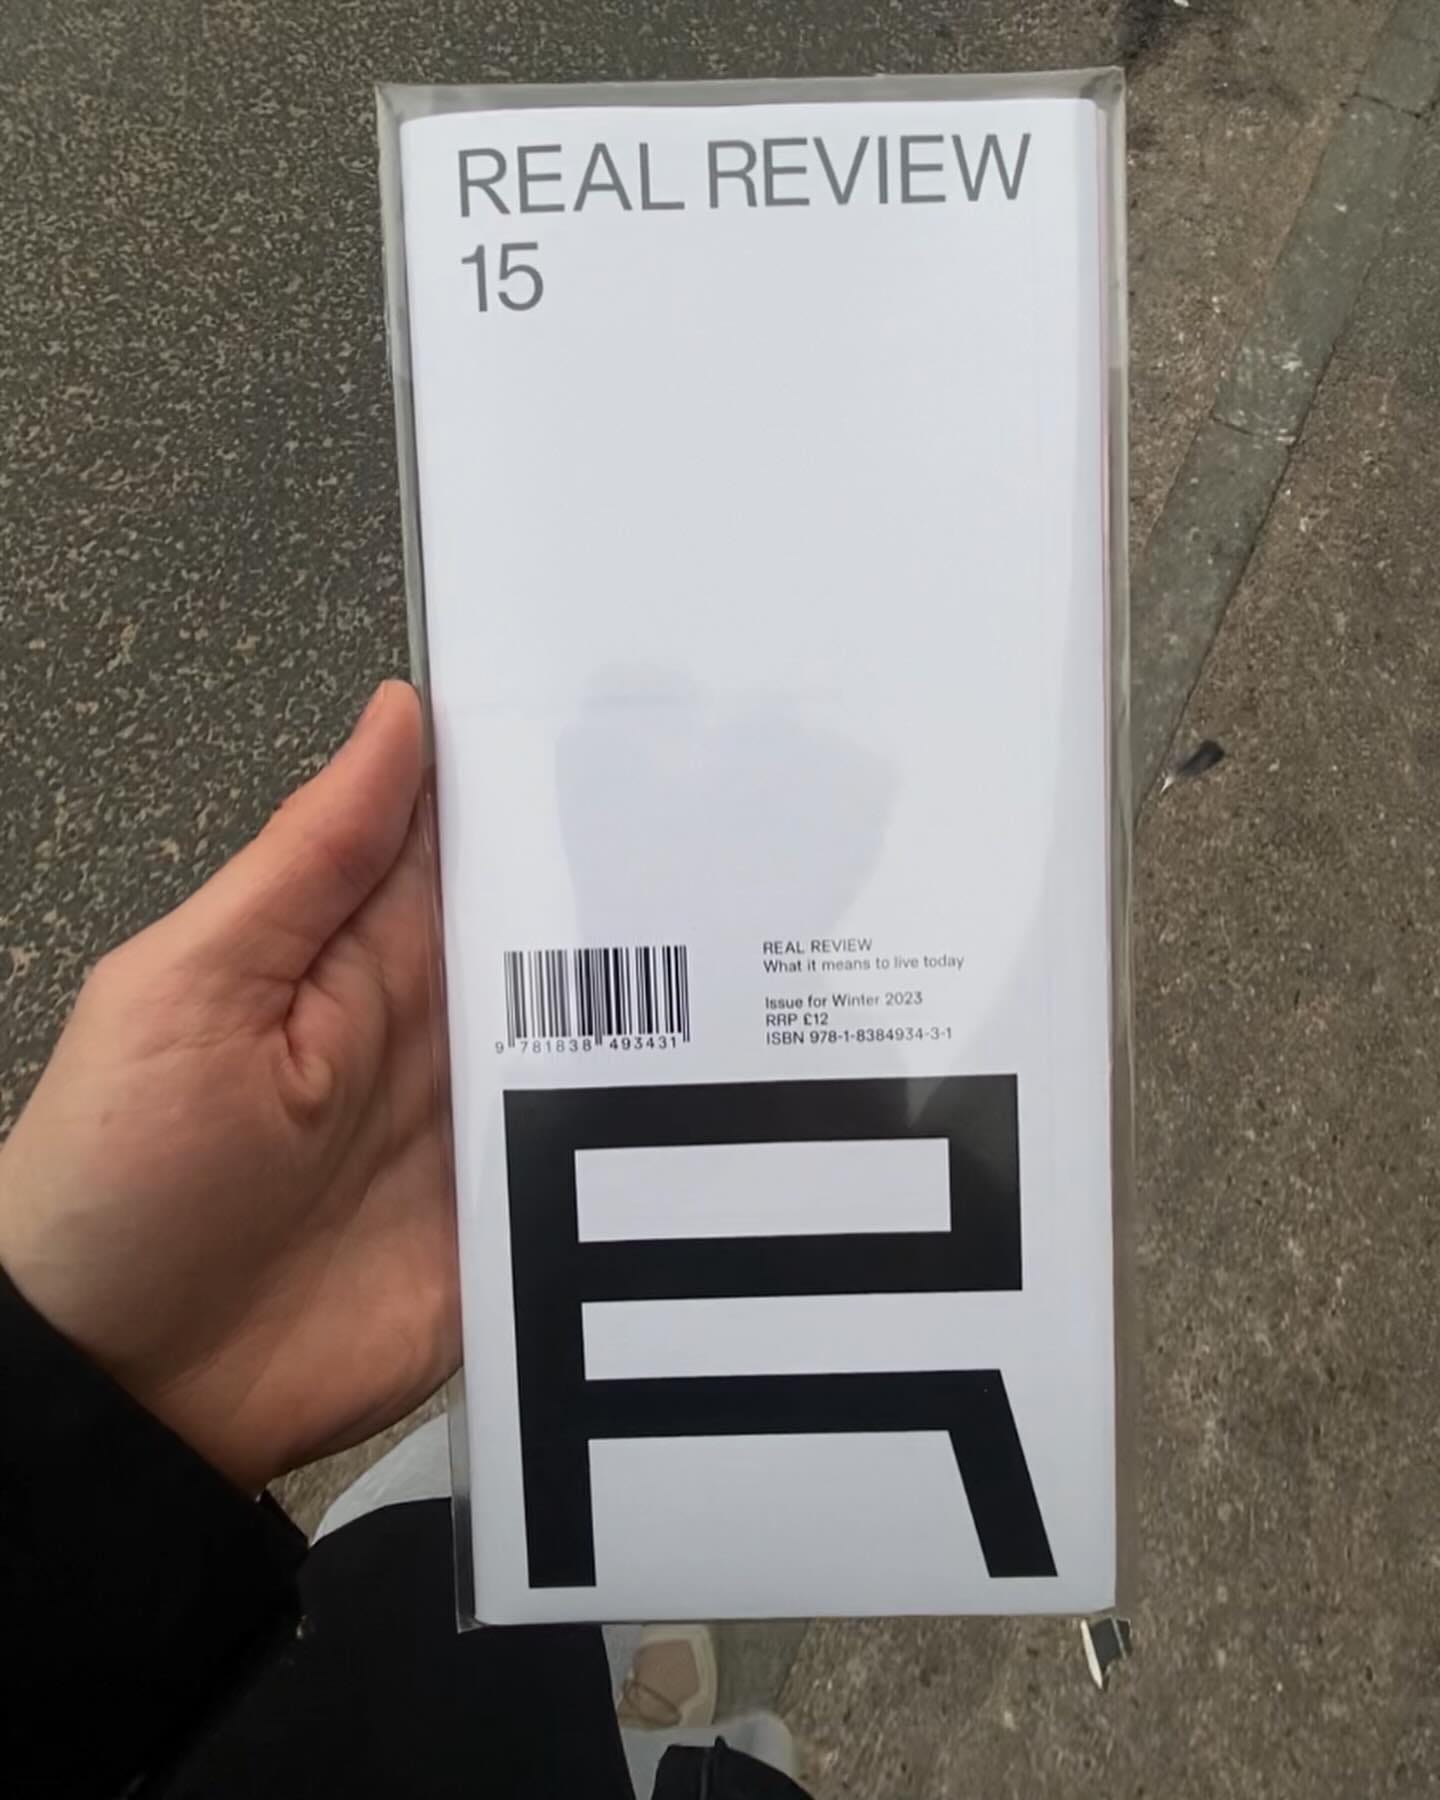 REAL REVIEW
15
9 781838 493431
REAL REVIEW
What it means to live today
Issue for Winter 2023
RRP £12
ISBN 978-1-8384934-3-1
R